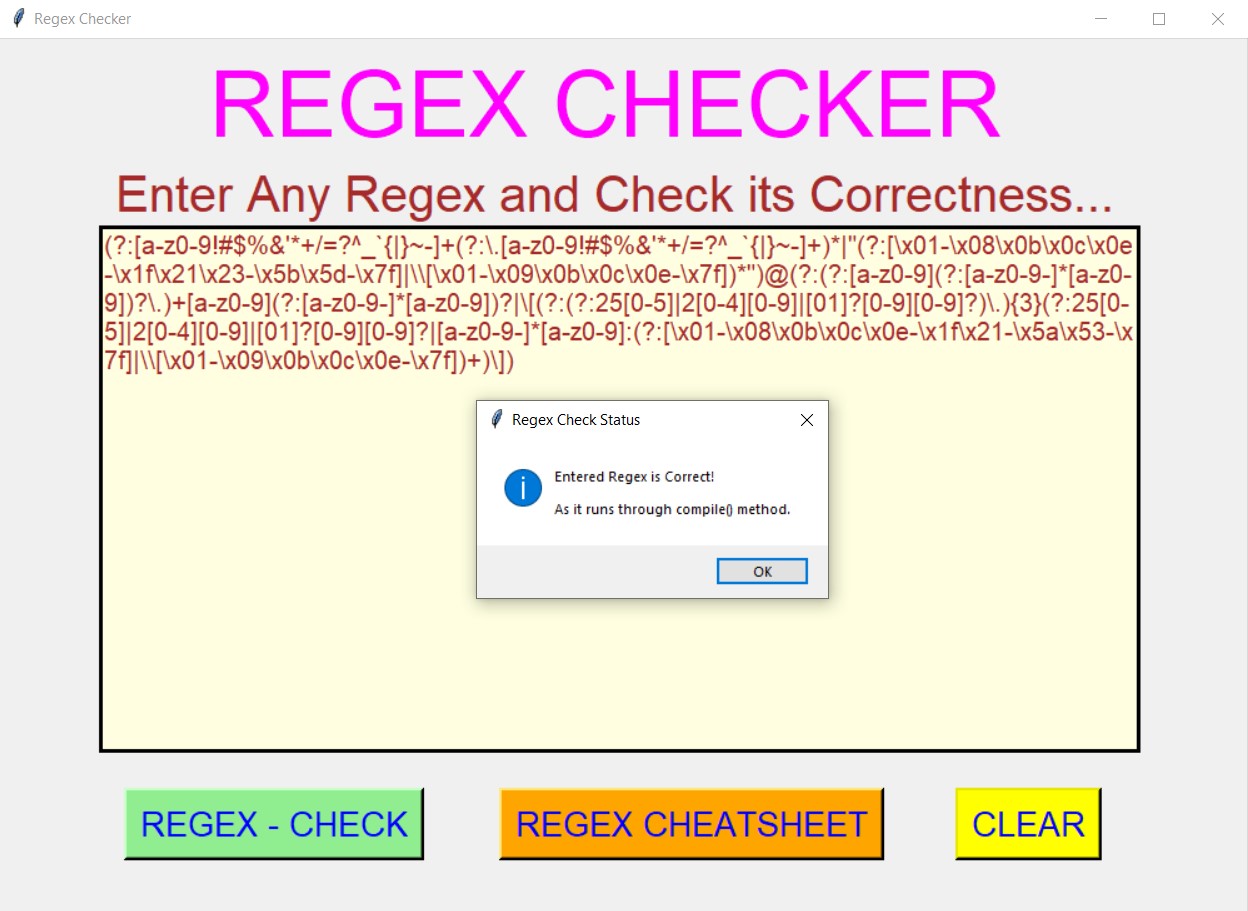 Regex Checker
REGEX CHECKER
Enter Any Regex and Check its Correctness...
(?:[a-z0-9!#$%&'*+/=?^_`{|}~-]+(?:\.[a-z0-9!#$%&'*+/=?^_`{|}~-]+)*|"(?:[\x01-\x08\x0b\x0c\x0e
-\x1f\x21\x23-\x5b\x5d-\x7f]|\\[\x01-\x09\x0b\x0c\x0e-\x7f])*")@(?:(?:[a-z0-9](?:[a-z0-9-]*[a-z0-
9])?\.)+[a-z0-9](?:[a-z0-9-]*[a-z0-9])?|\[(?:(?:25[0-5]|2[0-4][0-9]|[01]?[0-9][0-9]?)\.){3}(?:25[0-
5]|2[0-4][0-9]|[01]?[0-9][0-9]?|[a-z0-9-]*[a-z0-9]:(?:[\x01-\x08\x0b\x0c\x0e-\x1f\x21-\x5a\x53-\x
7f]|\\[\x01-\x09\x0b\x0c\x0e-\x7f])+)\])
Regex Check Status
Entered Regex is Correct!
As it runs through compile() method.
OK
REGEX - CHECK
REGEX CHEATSHEET
CLEAR